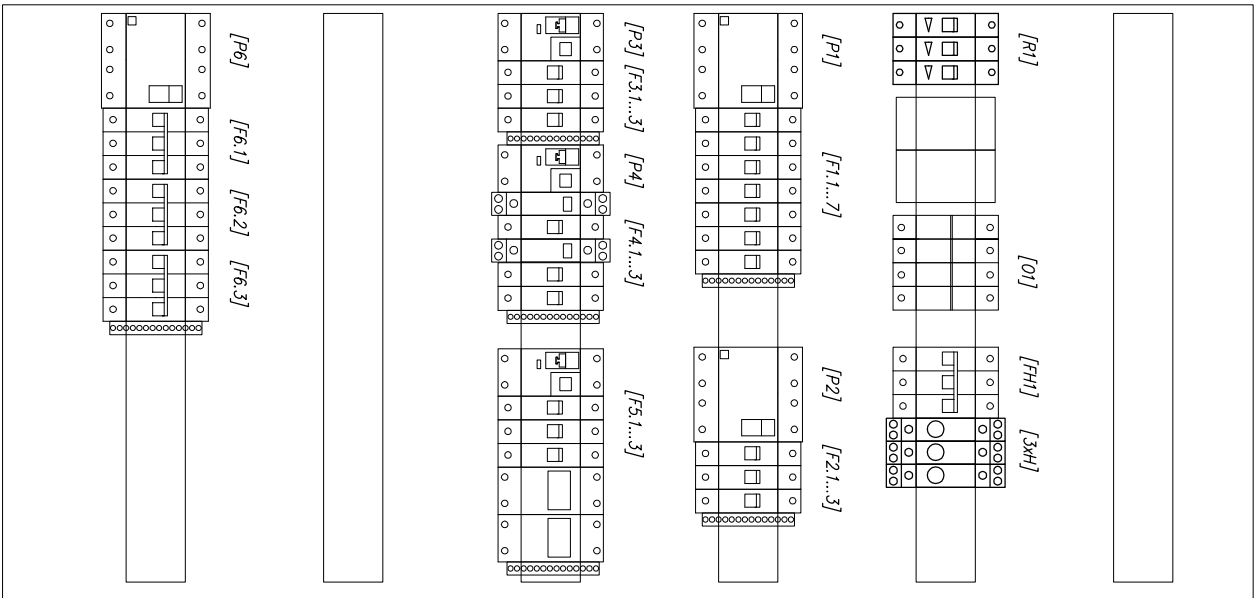 [R1] [O1] [FH1] [3xH]
[P1] [F1.1...7] [P2] [F2.1...3]
[P3] [F3.1...3] [P4] [F4.1...3] [F5.1...3]
[P6] [F6.1] [F6.2] [F6.3]